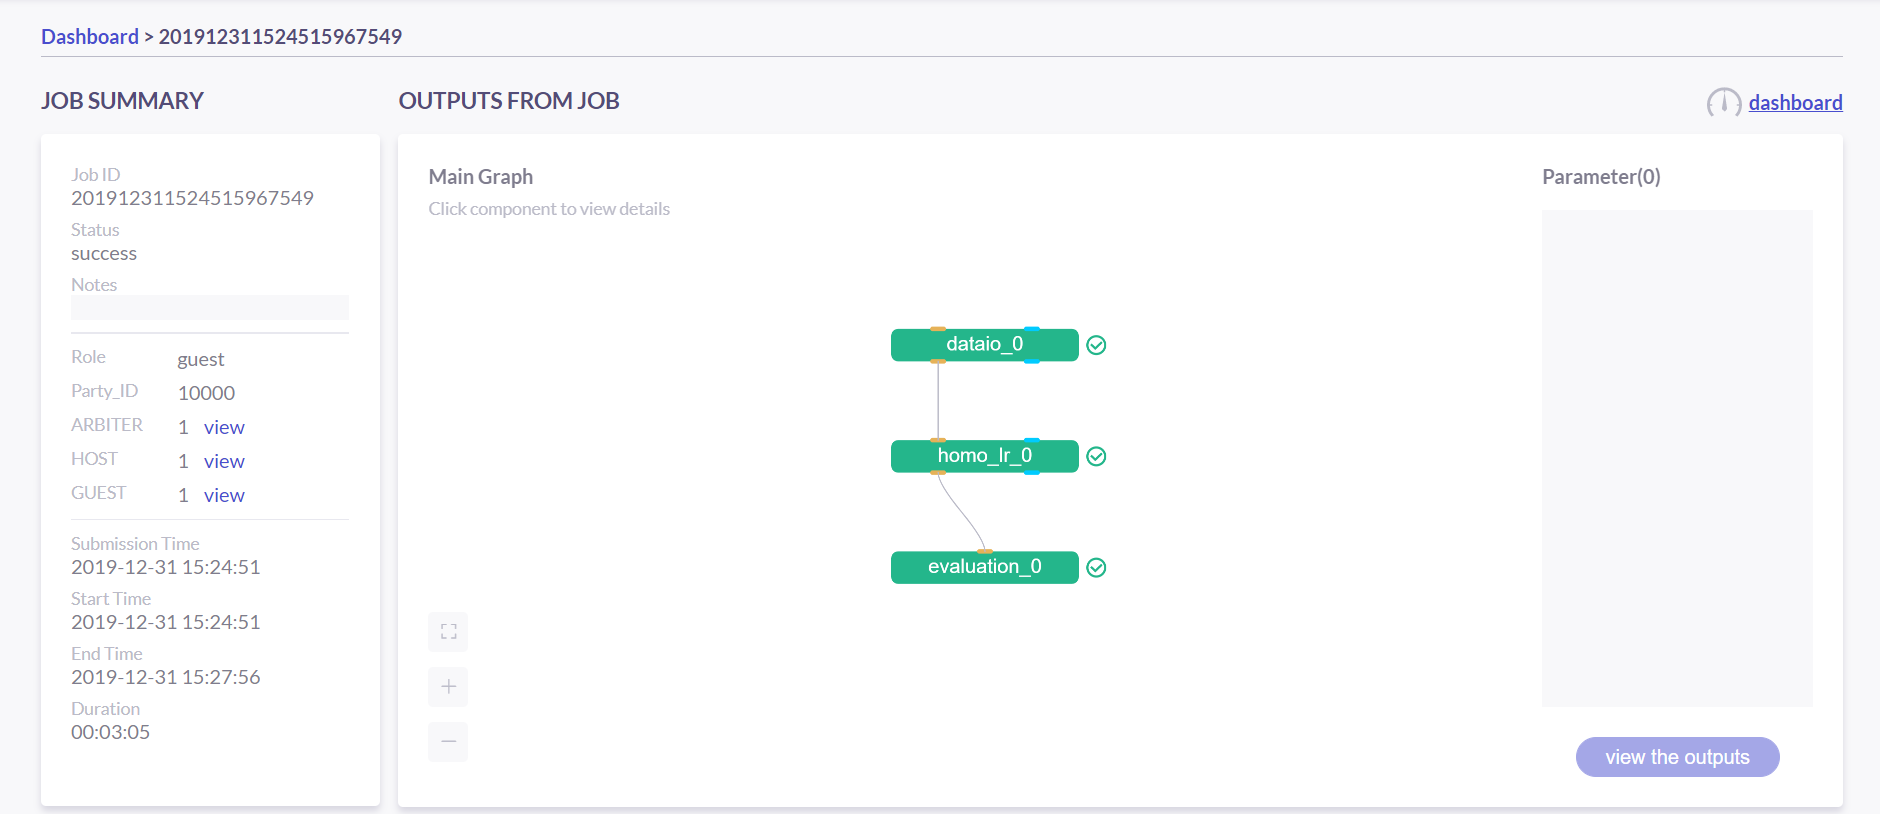 Dashboard > 201912311524515967549
JOB SUMMARY
OUTPUTS FROM JOB
dashboard
Job ID
201912311524515967549
Status
success
Notes
Role guest
Party_ID 10000
ARBITER 1 view
HOST 1 view
GUEST 1 view
Submission Time
2019-12-31 15:24:51
Start Time
2019-12-31 15:24:51
End Time
2019-12-31 15:27:56
Duration
00:03:05
Main Graph
Click component to view details
dataio_0
homo_lr_0
evaluation_0
Parameter(0)
view the outputs